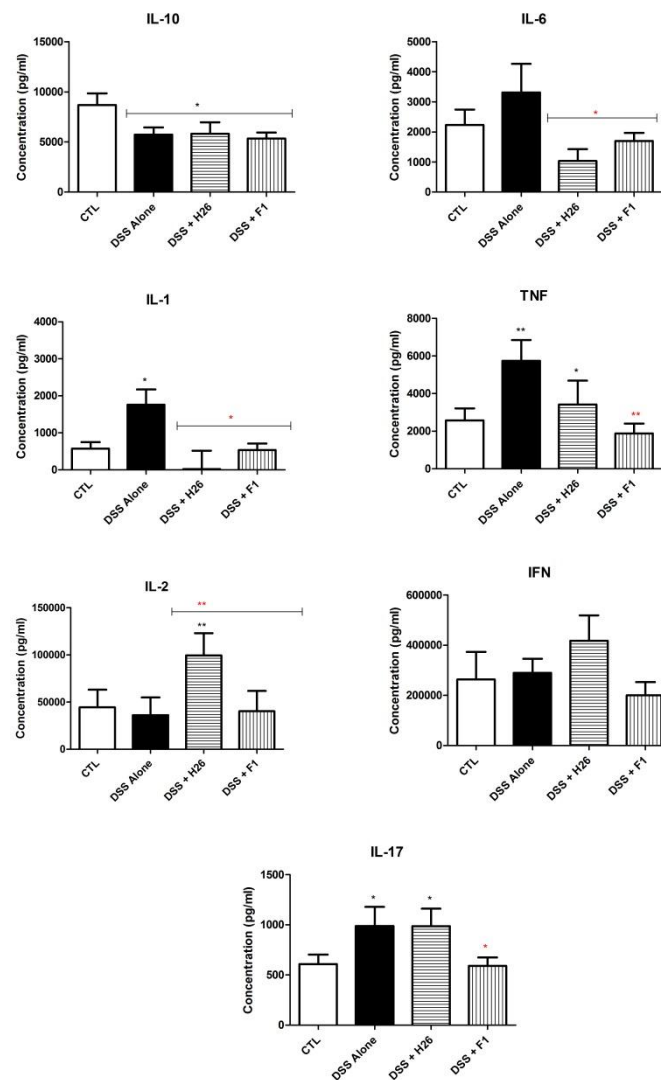 IL-10
Concentration (pg/ml)
15000
10000
5000
0
*
CTL
DSS Alone
DSS + H26
DSS + F1
IL-6
Concentration (pg/ml)
5000
4000
3000
2000
1000
0
*
CTL
DSS Alone
DSS + H26
DSS + F1
IL-1
Concentration (pg/ml)
4000
3000
2000
1000
0
*
*
CTL
DSS Alone
DSS + H26
DSS + F1
TNF
Concentration (pg/ml)
8000
6000
4000
2000
0
**
*
**
CTL
DSS Alone
DSS + H26
DSS + F1
IL-2
Concentration (pg/ml)
150000
100000
50000
0
**
**
CTL
DSS Alone
DSS + H26
DSS + F1
IFN
Concentration (pg/ml)
600000
400000
200000
0
CTL
DSS Alone
DSS + H26
DSS + F1
IL-17
Concentration (pg/ml)
1500
1000
500
0
*
*
*
CTL
DSS Alone
DSS + H26
DSS + F1